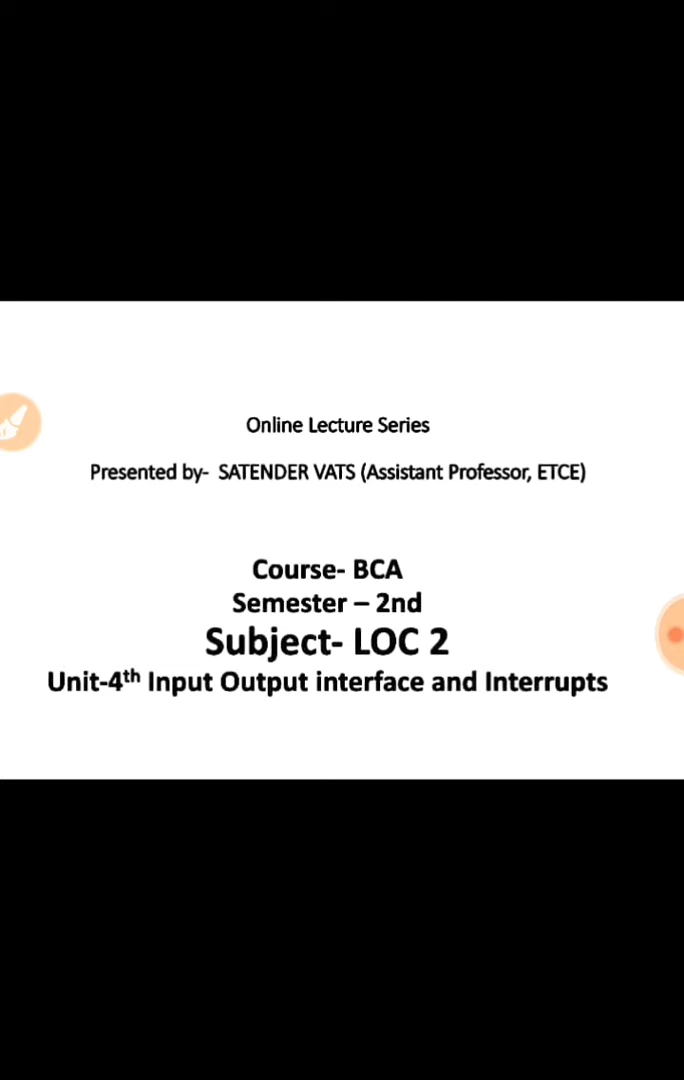 Online Lecture Series
Presented by- SATENDER VATS (Assistant Professor, ETCE)
Course- BCA
Semester – 2nd
Subject- LOC 2
Unit-4th Input Output interface and Interrupts